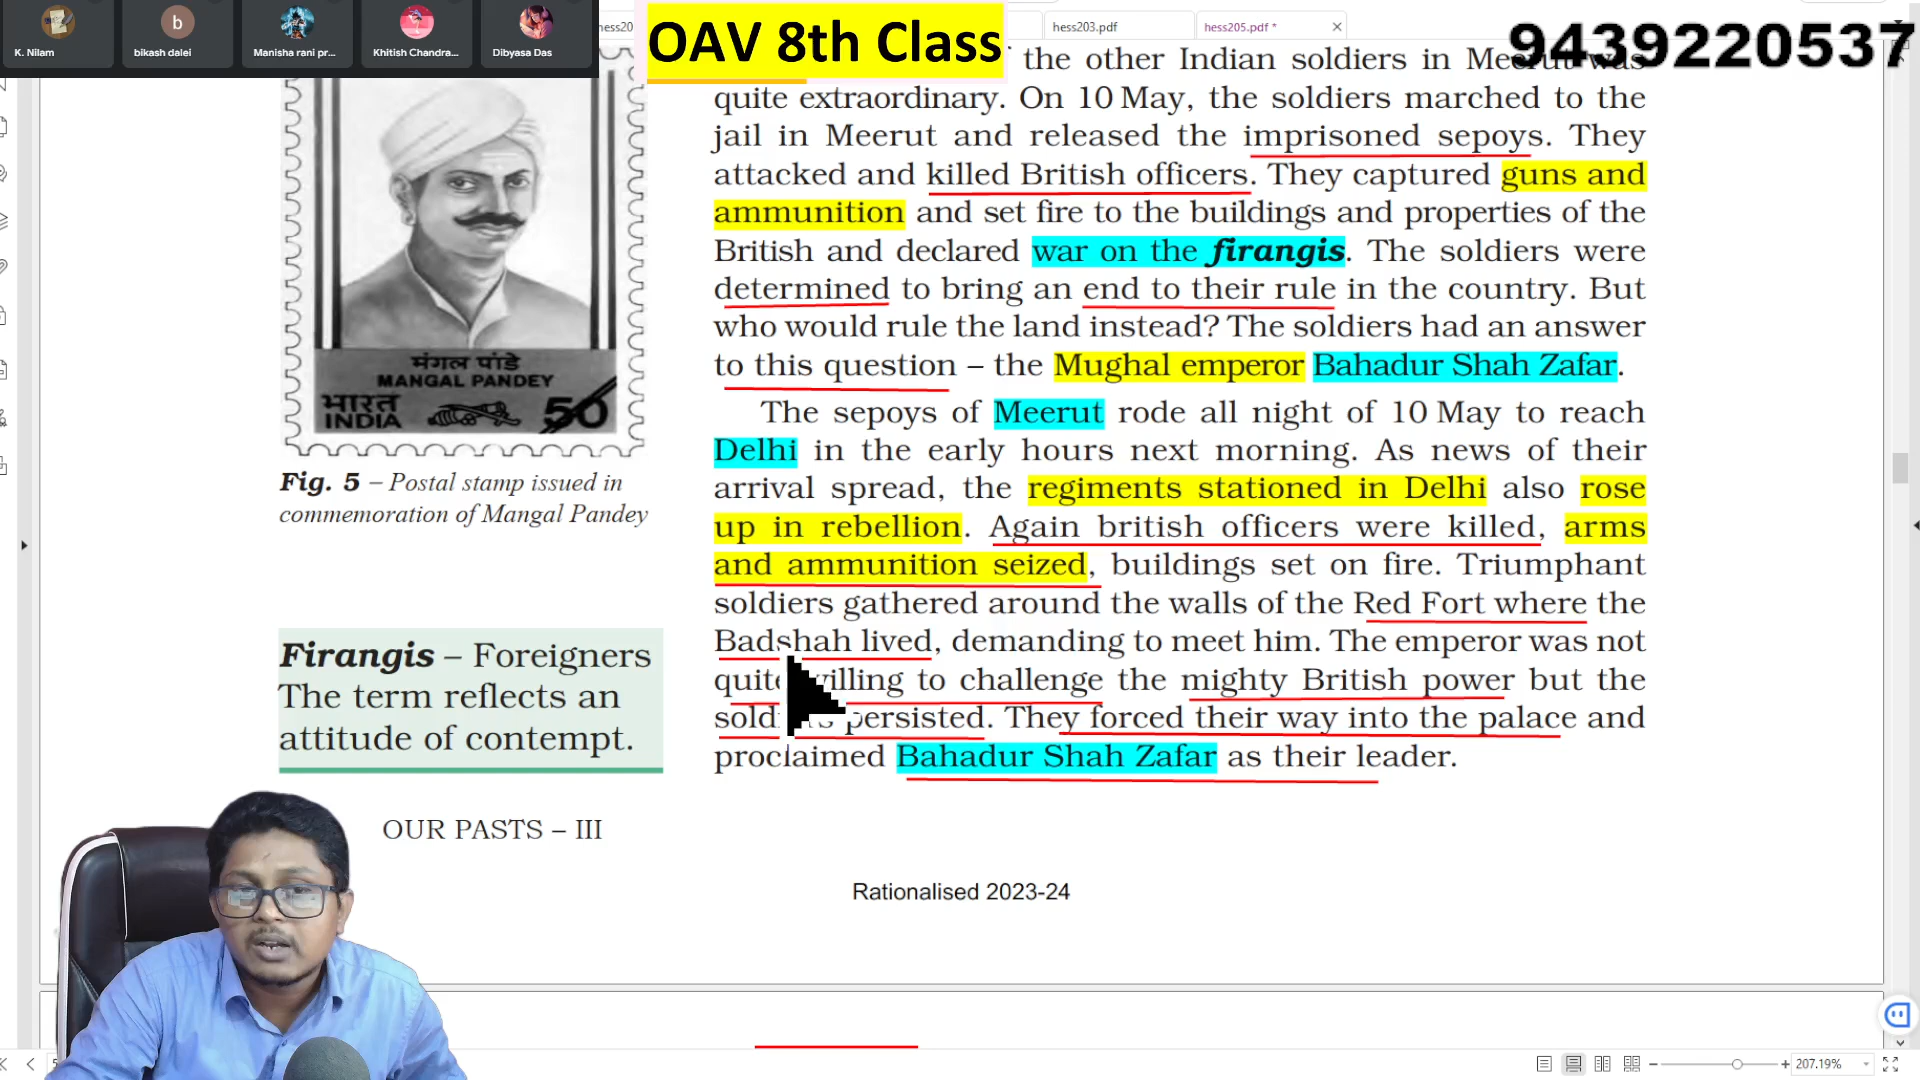 K. Nilam
bikash dalei
Manisha rani pr...
Khitish Chandra...
Dibyasa Das
OAV 8th Class
hess203.pdf
hess205.pdf *
9439220537
the other Indian soldiers in Meerut was
quite extraordinary. On 10 May, the soldiers marched to the
jail in Meerut and released the imprisoned sepoys. They
attacked and killed British officers. They captured guns and
ammunition and set fire to the buildings and properties of the
British and declared war on the firangis. The soldiers were
determined to bring an end to their rule in the country. But
who would rule the land instead? The soldiers had an answer
to this question – the Mughal emperor Bahadur Shah Zafar.
The sepoys of Meerut rode all night of 10 May to reach
Delhi in the early hours next morning. As news of their
arrival spread, the regiments stationed in Delhi also rose
up in rebellion. Again british officers were killed, arms
and ammunition seized, buildings set on fire. Triumphant
soldiers gathered around the walls of the Red Fort where the
Badshah lived, demanding to meet him. The emperor was not
quite willing to challenge the mighty British power but the
soldiers persisted. They forced their way into the palace and
proclaimed Bahadur Shah Zafar as their leader.
मंगल पांडे
MANGAL PANDEY
भारत
INDIA
50
Fig. 5 – Postal stamp issued in
commemoration of Mangal Pandey
Firangis – Foreigners
The term reflects an
attitude of contempt.
OUR PASTS – III
Rationalised 2023-24
207.19%